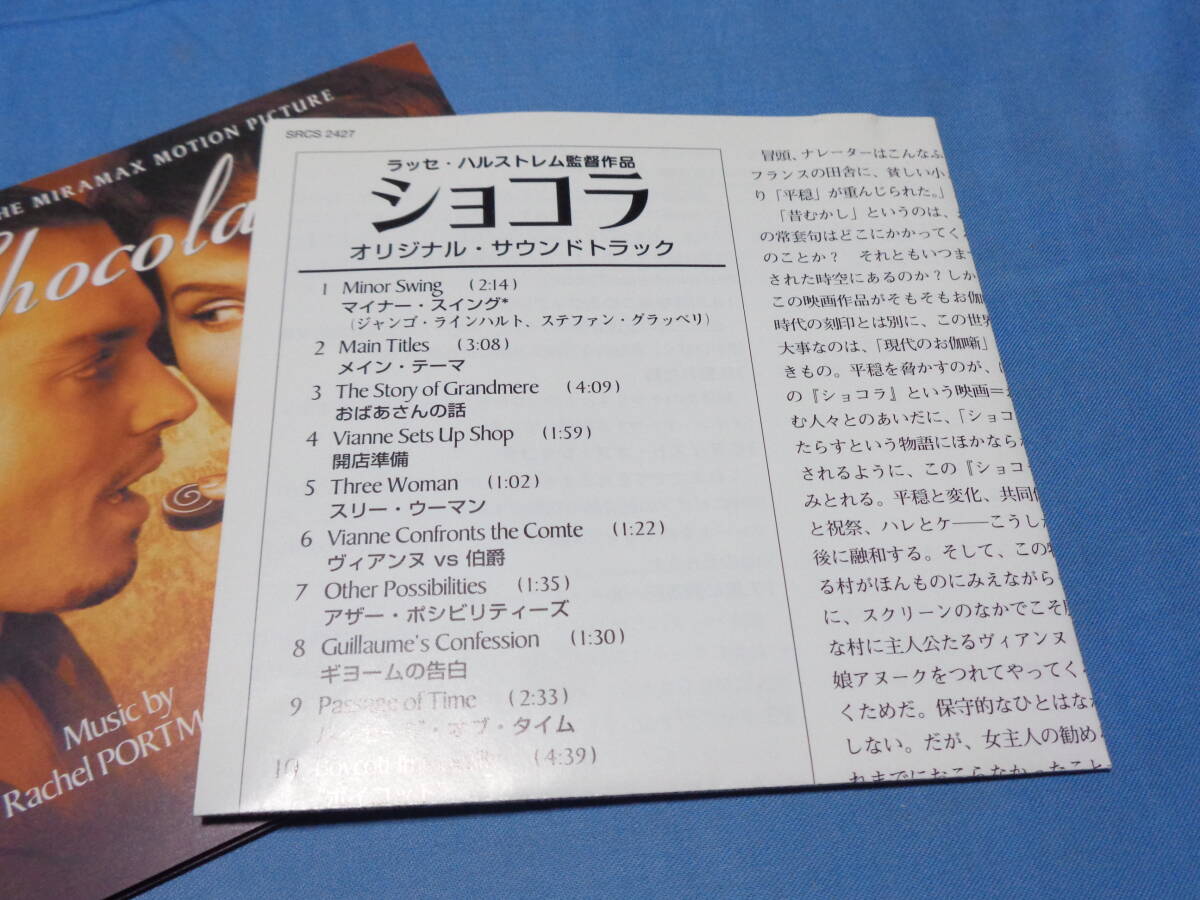 THE MIRAMAX MOTION PICTURE
Music by
Rachel
SRCS 2427
ラッセ・ハルストレム監督作品
ショコラ
オリジナル・サウンドトラック
1 Minor Swing (2:14)
マイナー・スイング*
(ジャンゴ・ラインハルト、ステファン・グラッペリ)
2 Main Titles (3:08)
メイン・テーマ
3 The Story of Grandmere (4:09)
おばあさんの話
4 Vianne Sets Up Shop (1:59)
開店準備
5 Three Woman (1:02)
スリー・ウーマン
6 Vianne Confronts the Comte (1:22)
ヴィアンヌ vs 伯爵
7 Other Possibilities (1:35)
アザー・ポシビリティーズ
8 Guillaume's Confession (1:30)
ギヨームの告白
9 Passage of Time (2:33)
オブ・タイム
10 Boycott (4:39)
冒頭、ナレーターはこんなふ
フランスの田舎に、貧しい小
り「平穏」が重んじられた。」
「昔むかし」というのは、
の常套句はどこにかかってく
のことか? それともいつま
された時空にあるのか?しか
この映画作品がそもそもお伽
時代の刻印とは別に、この世界
大事なのは、「現代のお伽噺」
きもの。平穏を脅かすのが、
の『ショコラ』という映画=
む人々とのあいだに、「ショコ
たらすという物語にほかなら
されるように、この『ショコ
みとれる。平穏と変化、共同
と祝祭、ハレとケ――こうした
後に融和する。そして、この
る村がほんものにみえながら
に、スクリーンのなかでこそ
な村に主人公たるヴィアンヌ
娘アヌークをつれてやってく
くためだ。保守的なひとはな
しない。だが、女主人の勧め
れまでにおこらなかったこと